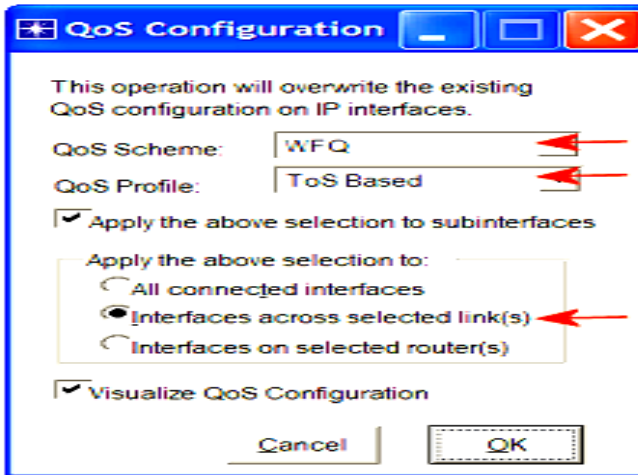 QoS Configuration
This operation will overwrite the existing
QoS configuration on IP interfaces.
QoS Scheme: WFQ
QoS Profile: ToS Based
Apply the above selection to subinterfaces
Apply the above selection to:
All connected interfaces
Interfaces across selected link(s)
Interfaces on selected router(s)
Visualize QoS Configuration
Cancel OK